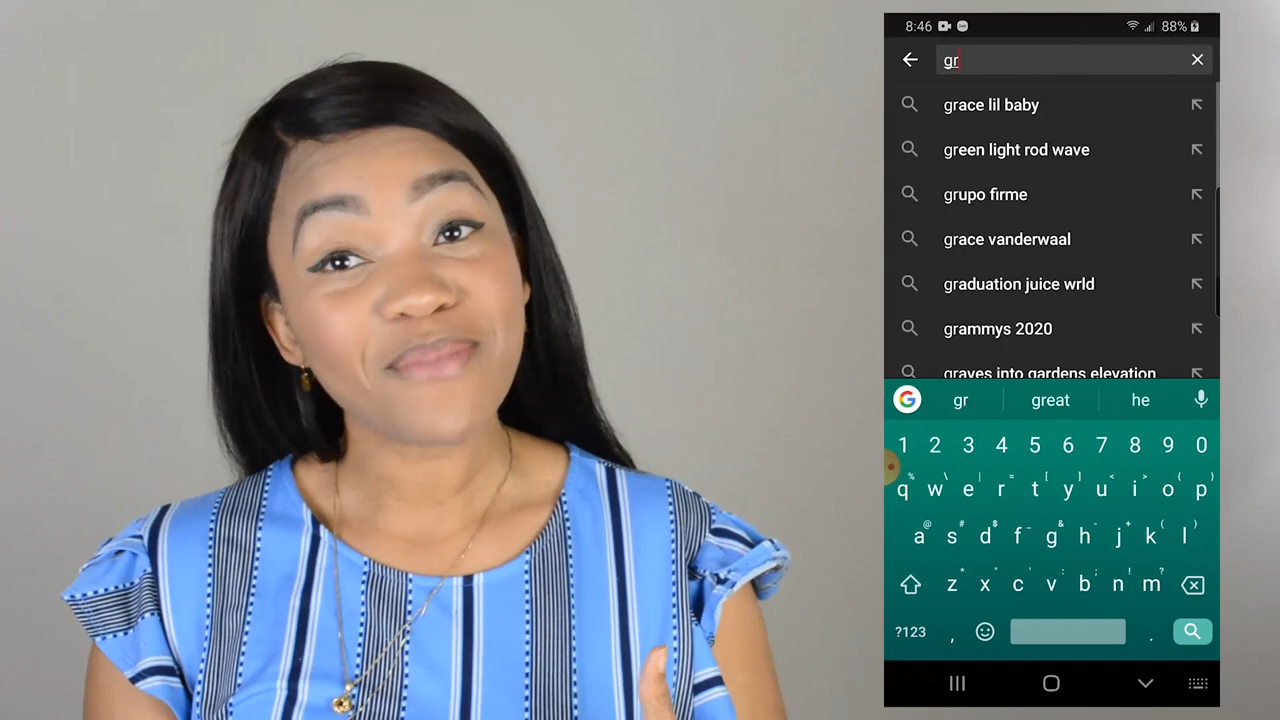 8:46 88%
gr
grace lil baby
green light rod wave
grupo firme
grace vanderwaal
graduation juice wrld
grammys 2020
graves into gardens elevation
gr great he
1 2 3 4 5 6 7 8 9 0
q w e r t y u i o p
a s d f g h j k l
z x c v b n m
?123 , .